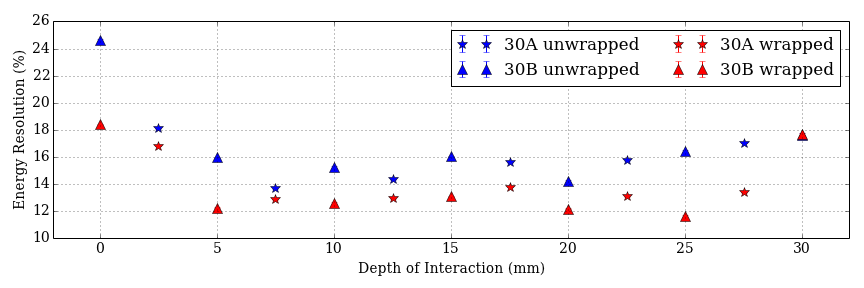 26
24
22
20
18
16
14
12
10
Energy Resolution (%)
30A unwrapped
30A wrapped
30B unwrapped
30B wrapped
0 5 10 15 20 25 30
Depth of Interaction (mm)